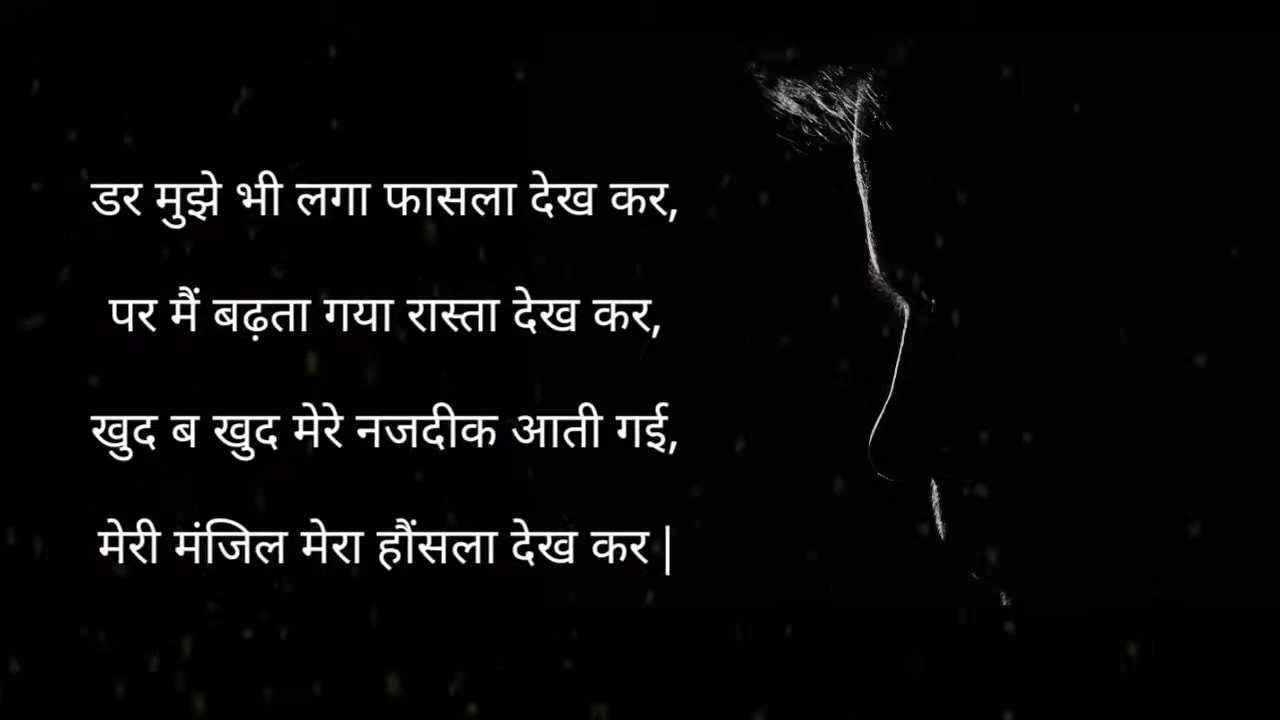 डर मुझे भी लगा फासला देख कर,
पर मैं बढ़ता गया रास्ता देख कर,
खुद ब खुद मेरे नजदीक आती गई,
मेरी मंजिल मेरा हौंसला देख कर |